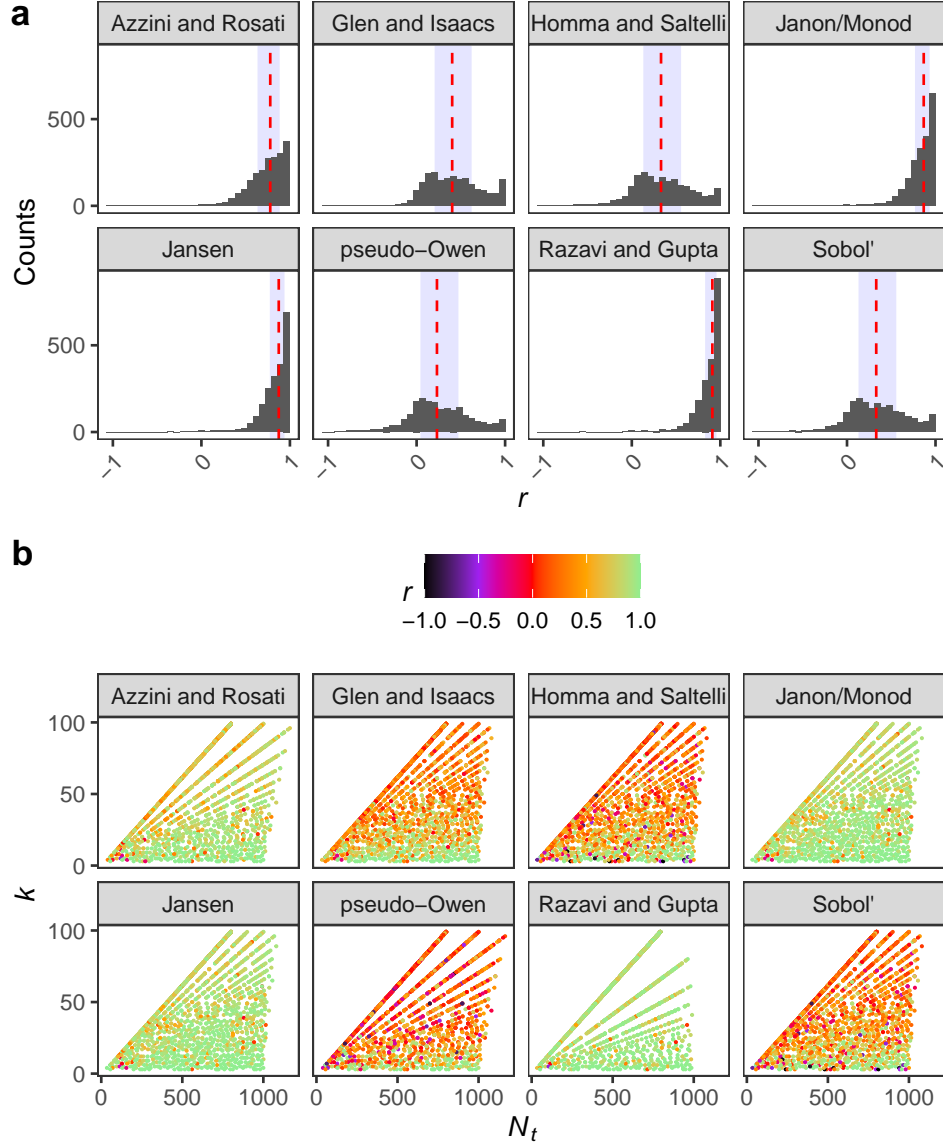 a
Azzini and Rosati Glen and Isaacs Homma and Saltelli Janon/Monod
500
0
Jansen pseudo−Owen Razavi and Gupta Sobol'
500
0
Counts
−1 0 1 −1 0 1 −1 0 1 −1 0 1
r
b
r
−1.0 −0.5 0.0 0.5 1.0
Azzini and Rosati Glen and Isaacs Homma and Saltelli Janon/Monod
100
50
0
k
Jansen pseudo−Owen Razavi and Gupta Sobol'
100
50
0
0 500 1000 0 500 1000 0 500 1000 0 500 1000
N_t